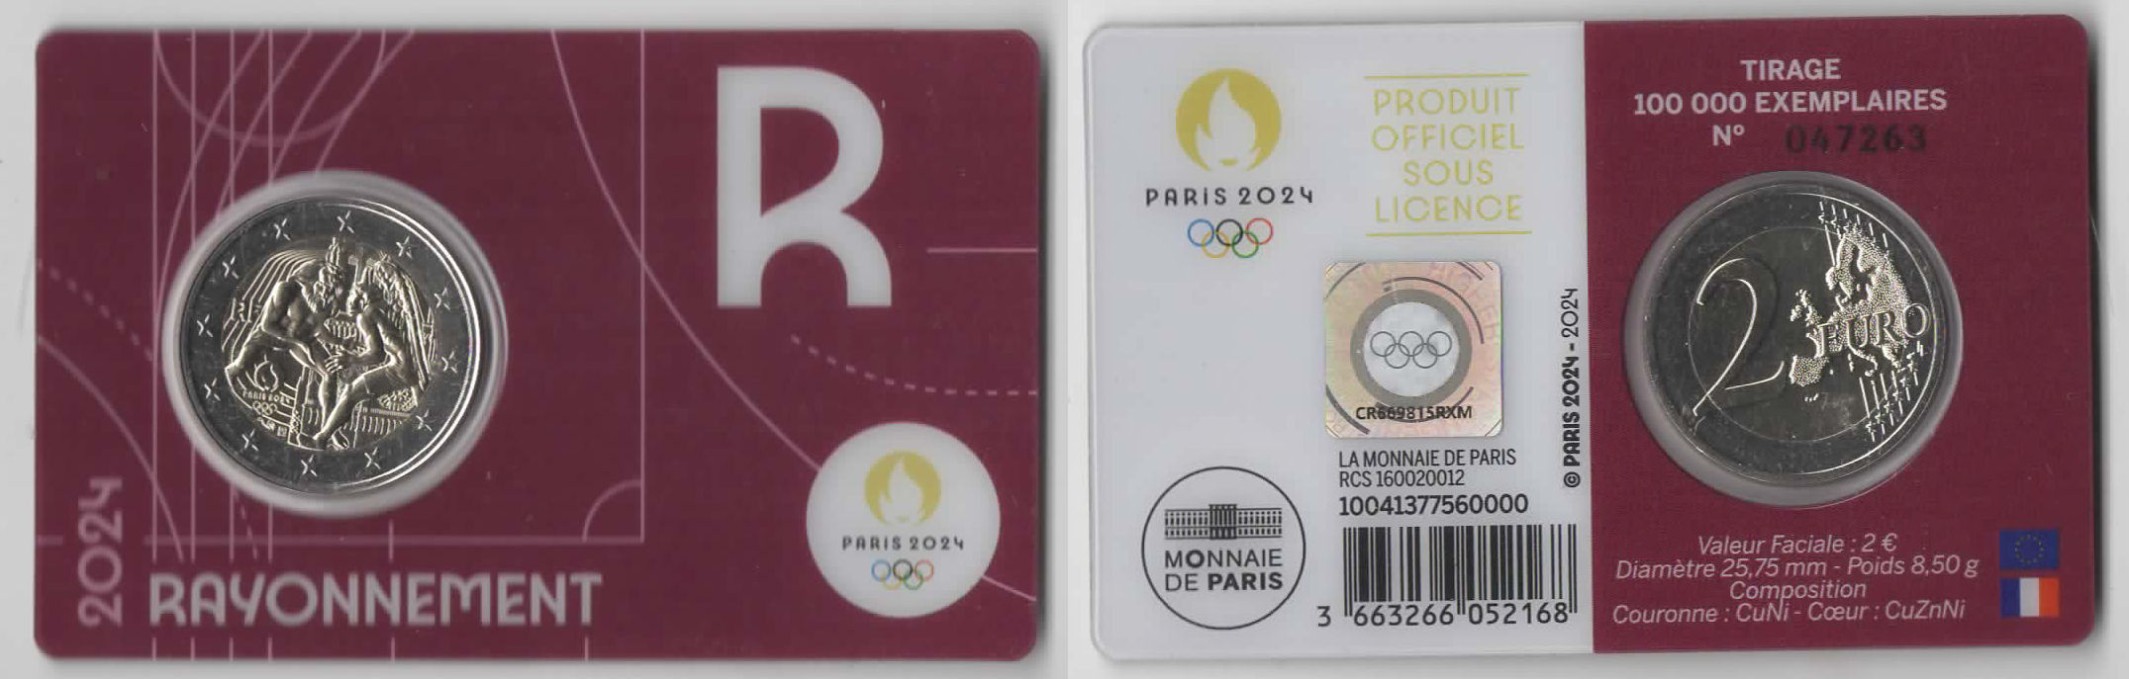 R
2024
RAYONNEMENT
PARIS 2024
PARIS 2024
PARIS 2024
PRODUIT
OFFICIEL
SOUS
LICENCE
CR669815RXM
LA MONNAIE DE PARIS
RCS 160020012
10041377560000
3 663266 052168
MONNAIE
DE PARIS
© PARIS 2024 - 2024
TIRAGE
100 000 EXEMPLAIRES
N° 047263
2 EURO
Valeur Faciale : 2 €
Diamètre 25,75 mm - Poids 8,50 g
Composition
Couronne : CuNi - Cœur : CuZnNi